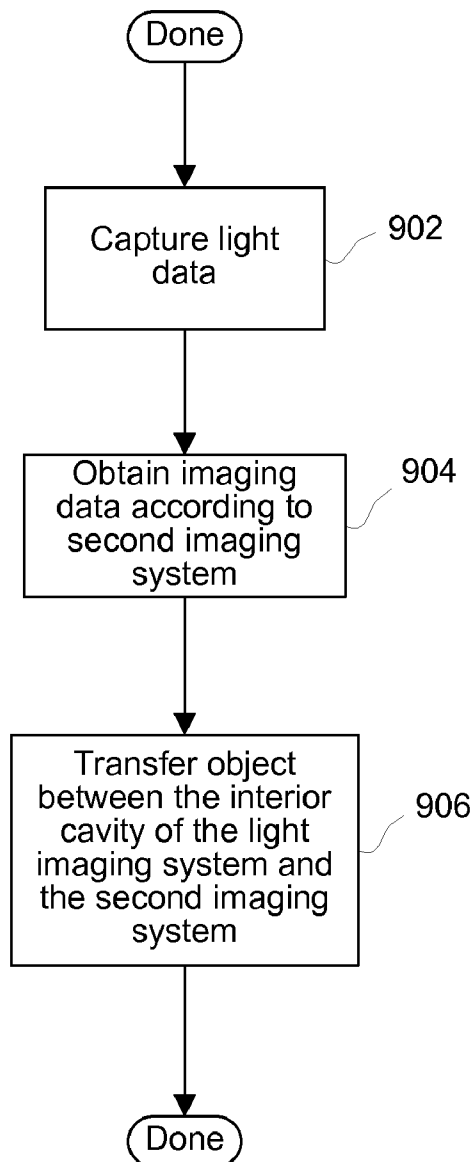 Done
Capture light
data
902
Obtain imaging
data according to
second imaging
system
904
Transfer object
between the interior
cavity of the light
imaging system and
the second imaging
system
906
Done